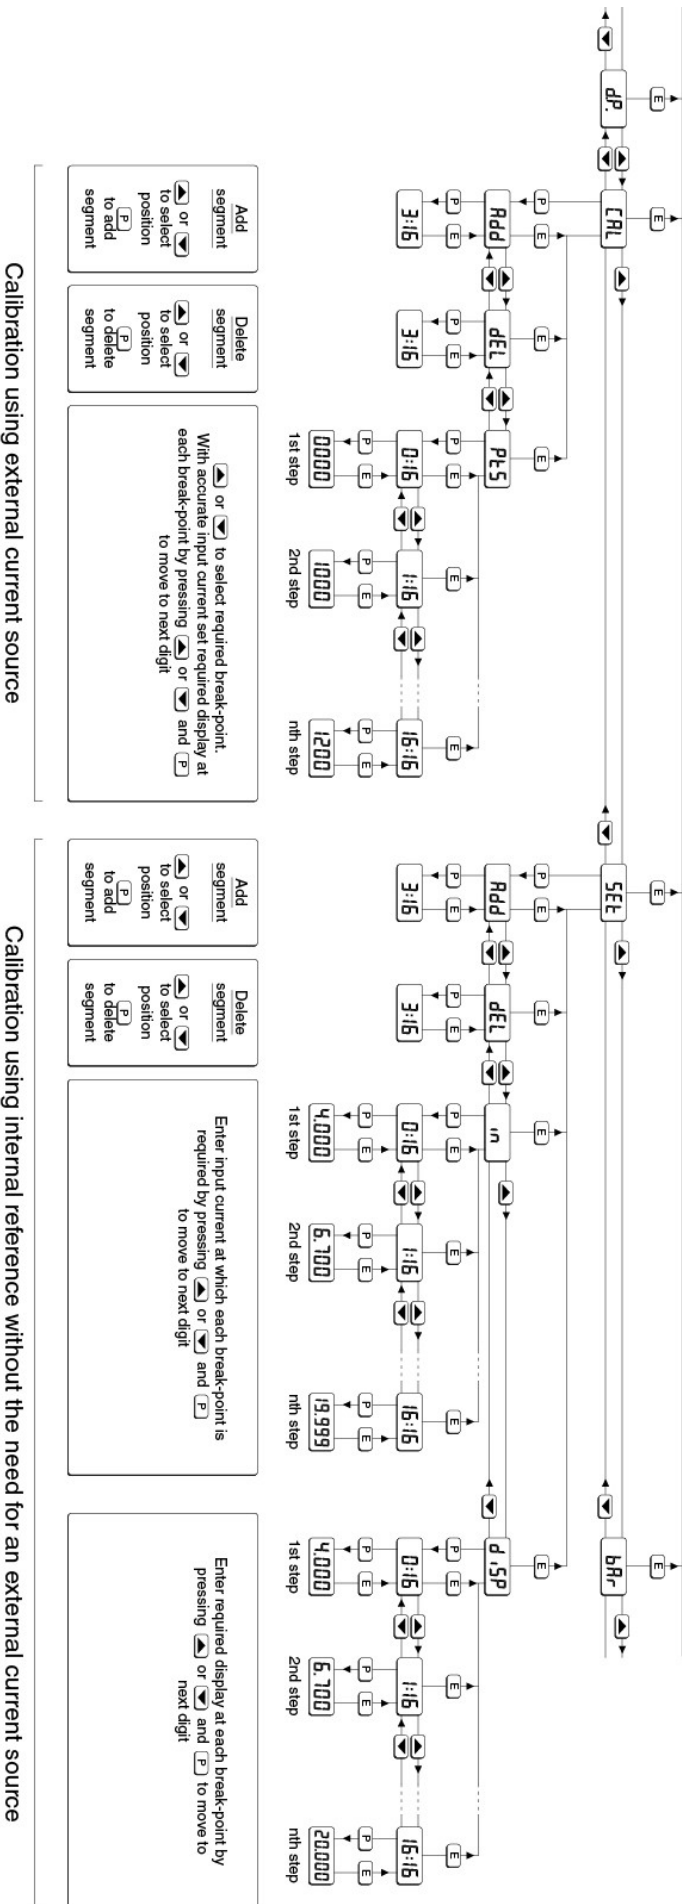 E E E E
d.P. CAL SEt bAr
P E E E P E E E E
Add dEL PtS Add dEL in diSP
P E P E P E E E P E P E P E E E P E E E
3:16 3:16 0:16 1:16 16:16 3:16 3:16 0:16 1:16 16:16 0:16 1:16 16:16
P E P E P E P E P E P E P E P E P E
0000 1000 1200 4.000 6.700 19.999 4.000 6.700 20.000
1st step 2nd step nth step 1st step 2nd step nth step 1st step 2nd step nth step
Add
segment
▲ or ▼
to select
position
P
to add
segment
Delete
segment
▲ or ▼
to select
position
P
to delete
segment
▲ or ▼ to select required break-point.
With accurate input current set required display at
each break-point by pressing ▲ or ▼ and P
to move to next digit
Add
segment
▲ or ▼
to select
position
P
to add
segment
Delete
segment
▲ or ▼
to select
position
P
to delete
segment
Enter input current at which each break-point is
required by pressing ▲ or ▼ and P
to move to next digit
Enter required display at each break-point by
pressing ▲ or ▼ and P to move to
next digit
Calibration using external current source
Calibration using internal reference without the need for an external current source